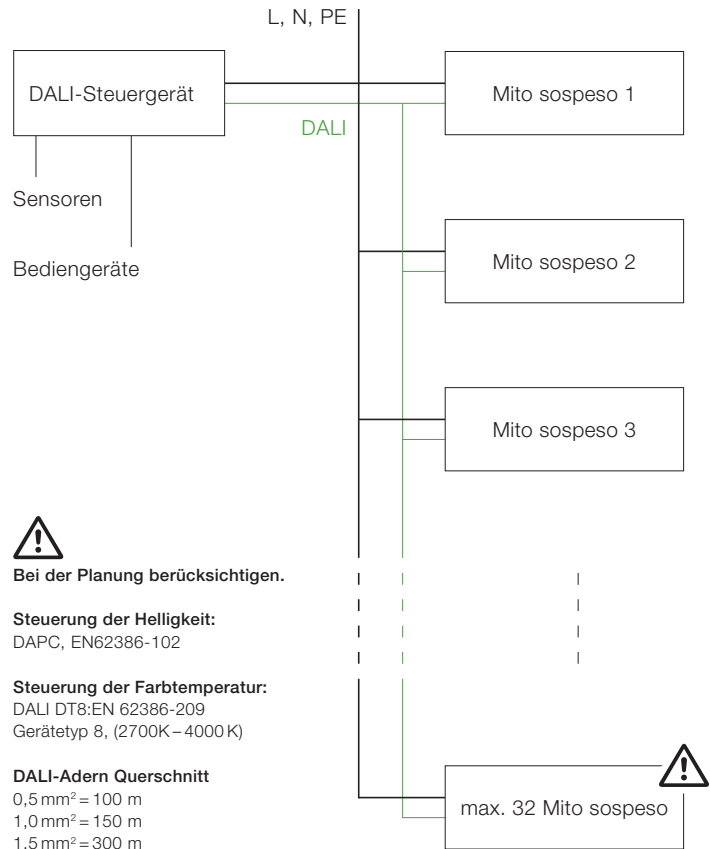 L, N, PE
DALI-Steuergerät
Mito sospeso 1
DALI
Sensoren
Bediengeräte
Mito sospeso 2
Mito sospeso 3
Bei der Planung berücksichtigen.
Steuerung der Helligkeit:
DAPC, EN62386-102
Steuerung der Farbtemperatur:
DALI DT8:EN 62386-209
Gerätetyp 8, (2700K – 4000 K)
DALI-Adern Querschnitt
0,5 mm² = 100 m
1,0 mm² = 150 m
1,5 mm² = 300 m
max. 32 Mito sospeso